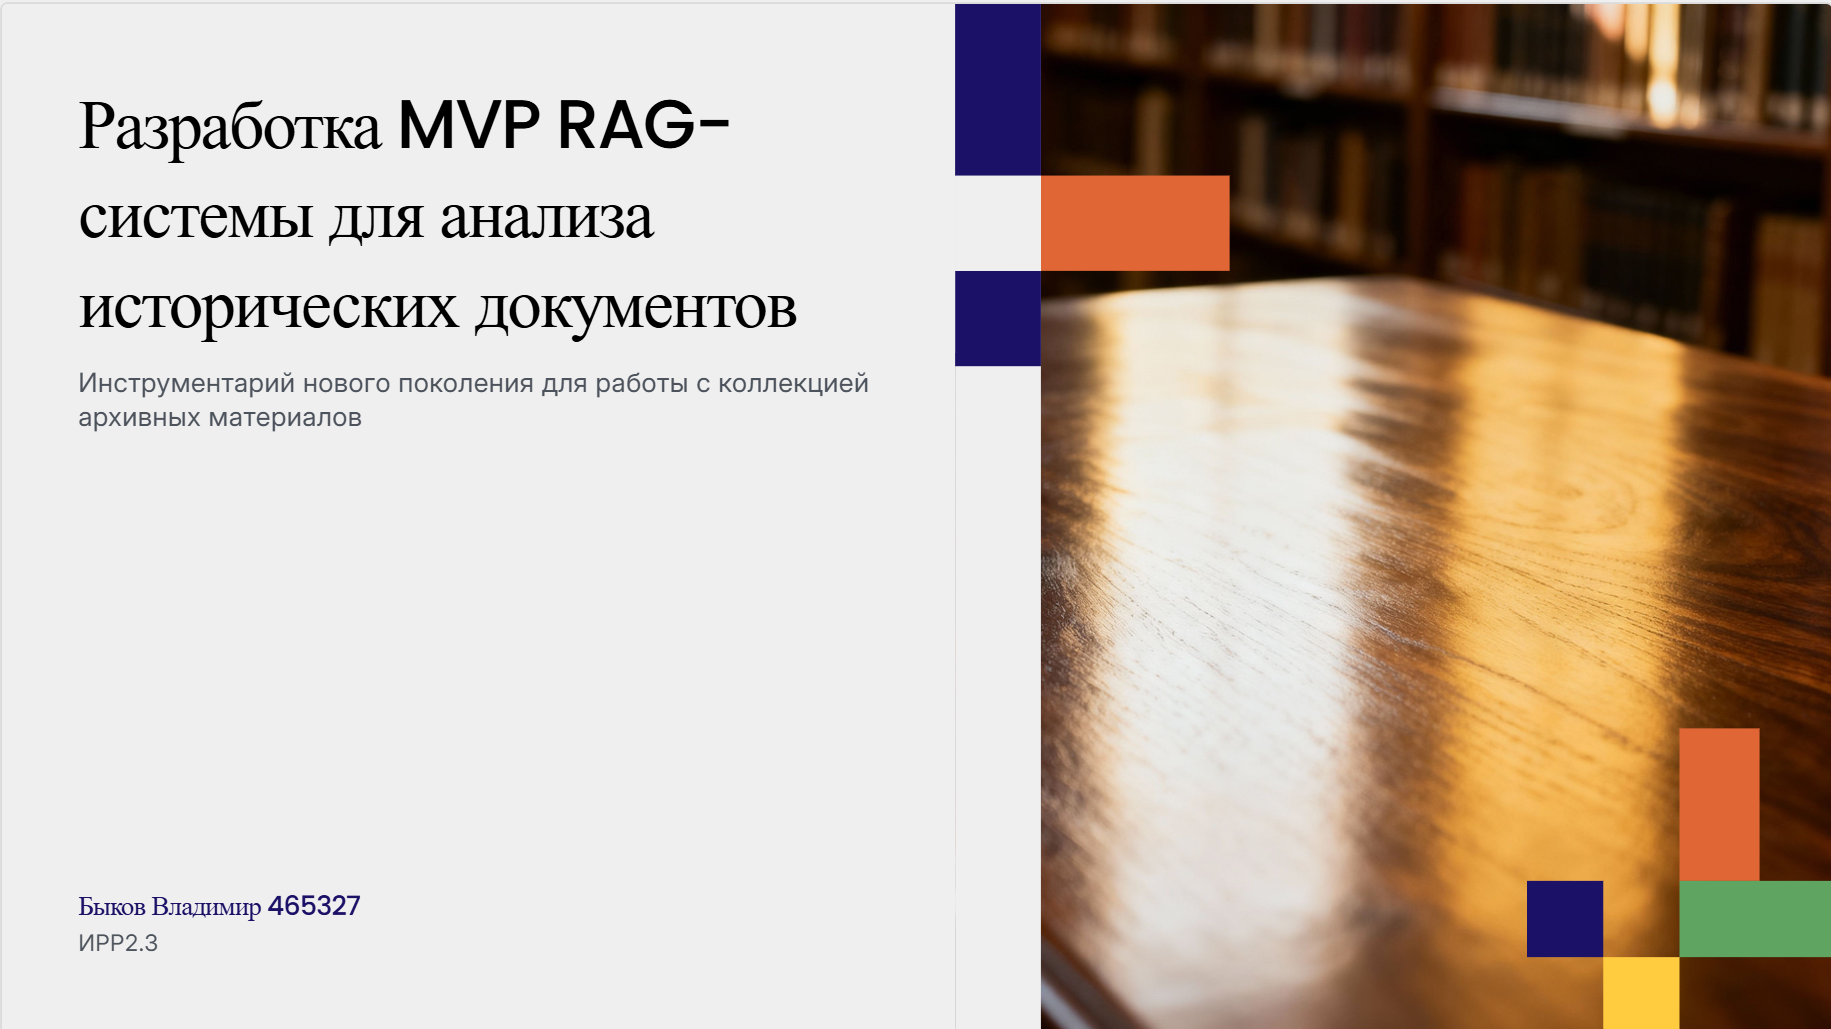 Разработка MVP RAG-
системы для анализа
исторических документов
Инструментарий нового поколения для работы с коллекцией
архивных материалов
Быков Владимир 465327
ИРР2.3